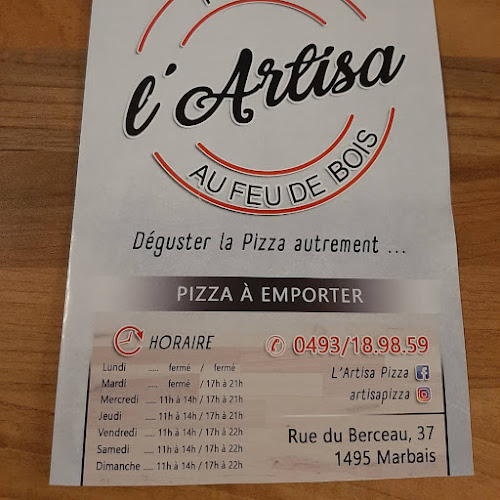 l'Artisa
AU FEU DE BOIS
Déguster la Pizza autrement ...
PIZZA À EMPORTER
HORAIRE
Lundi ..... fermé / fermé
Mardi ..... fermé / 17h à 21h
Mercredi ..... 11h à 14h / 17h à 21h
Jeudi ..... 11h à 14h / 17h à 21h
Vendredi ..... 11h à 14h / 17h à 22h
Samedi ..... 11h à 14h / 17h à 22h
Dimanche ..... 11h à 14h / 17h à 22h
0493/18.98.59
L'Artisa Pizza
artisapizza
Rue du Berceau, 37
1495 Marbais